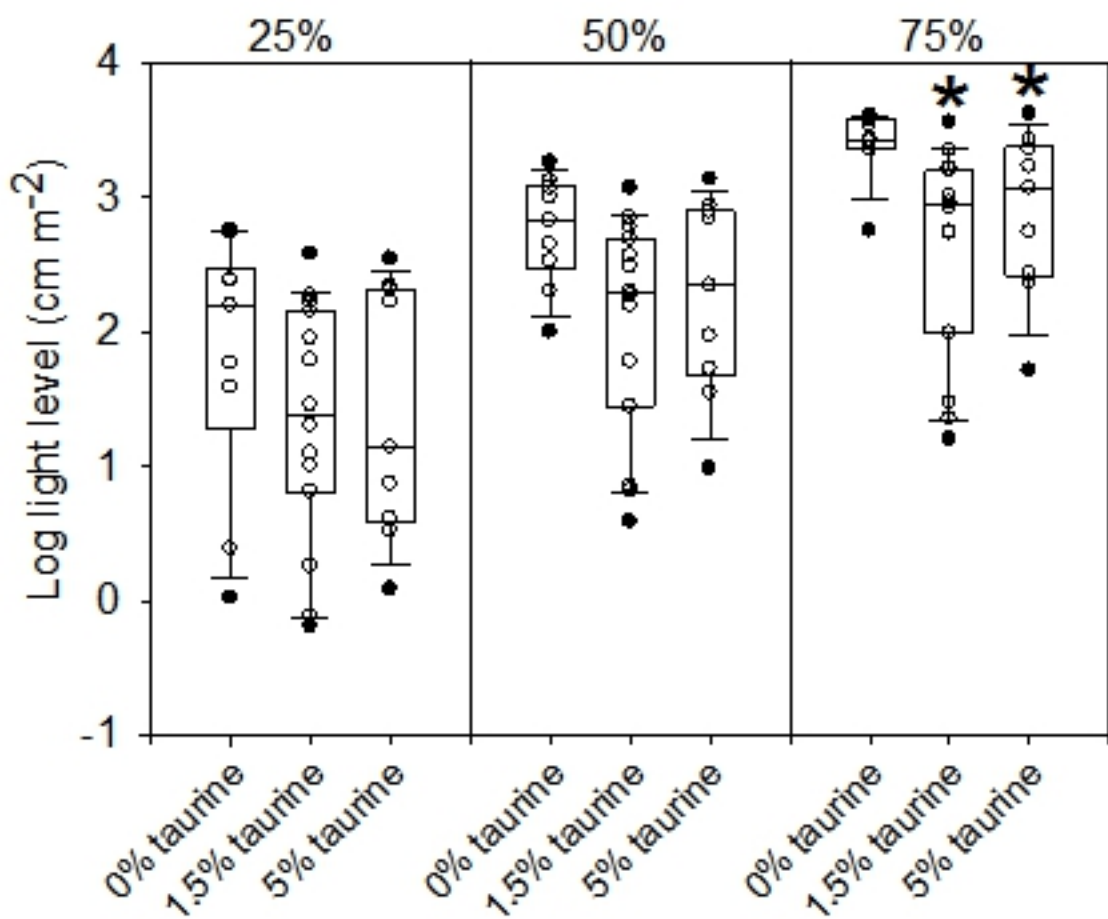 25% 50% 75%
Log light level (cm m⁻²)
4
3
2
1
0
-1
* *
0% taurine
1.5% taurine
5% taurine
0% taurine
1.5% taurine
5% taurine
0% taurine
1.5% taurine
5% taurine